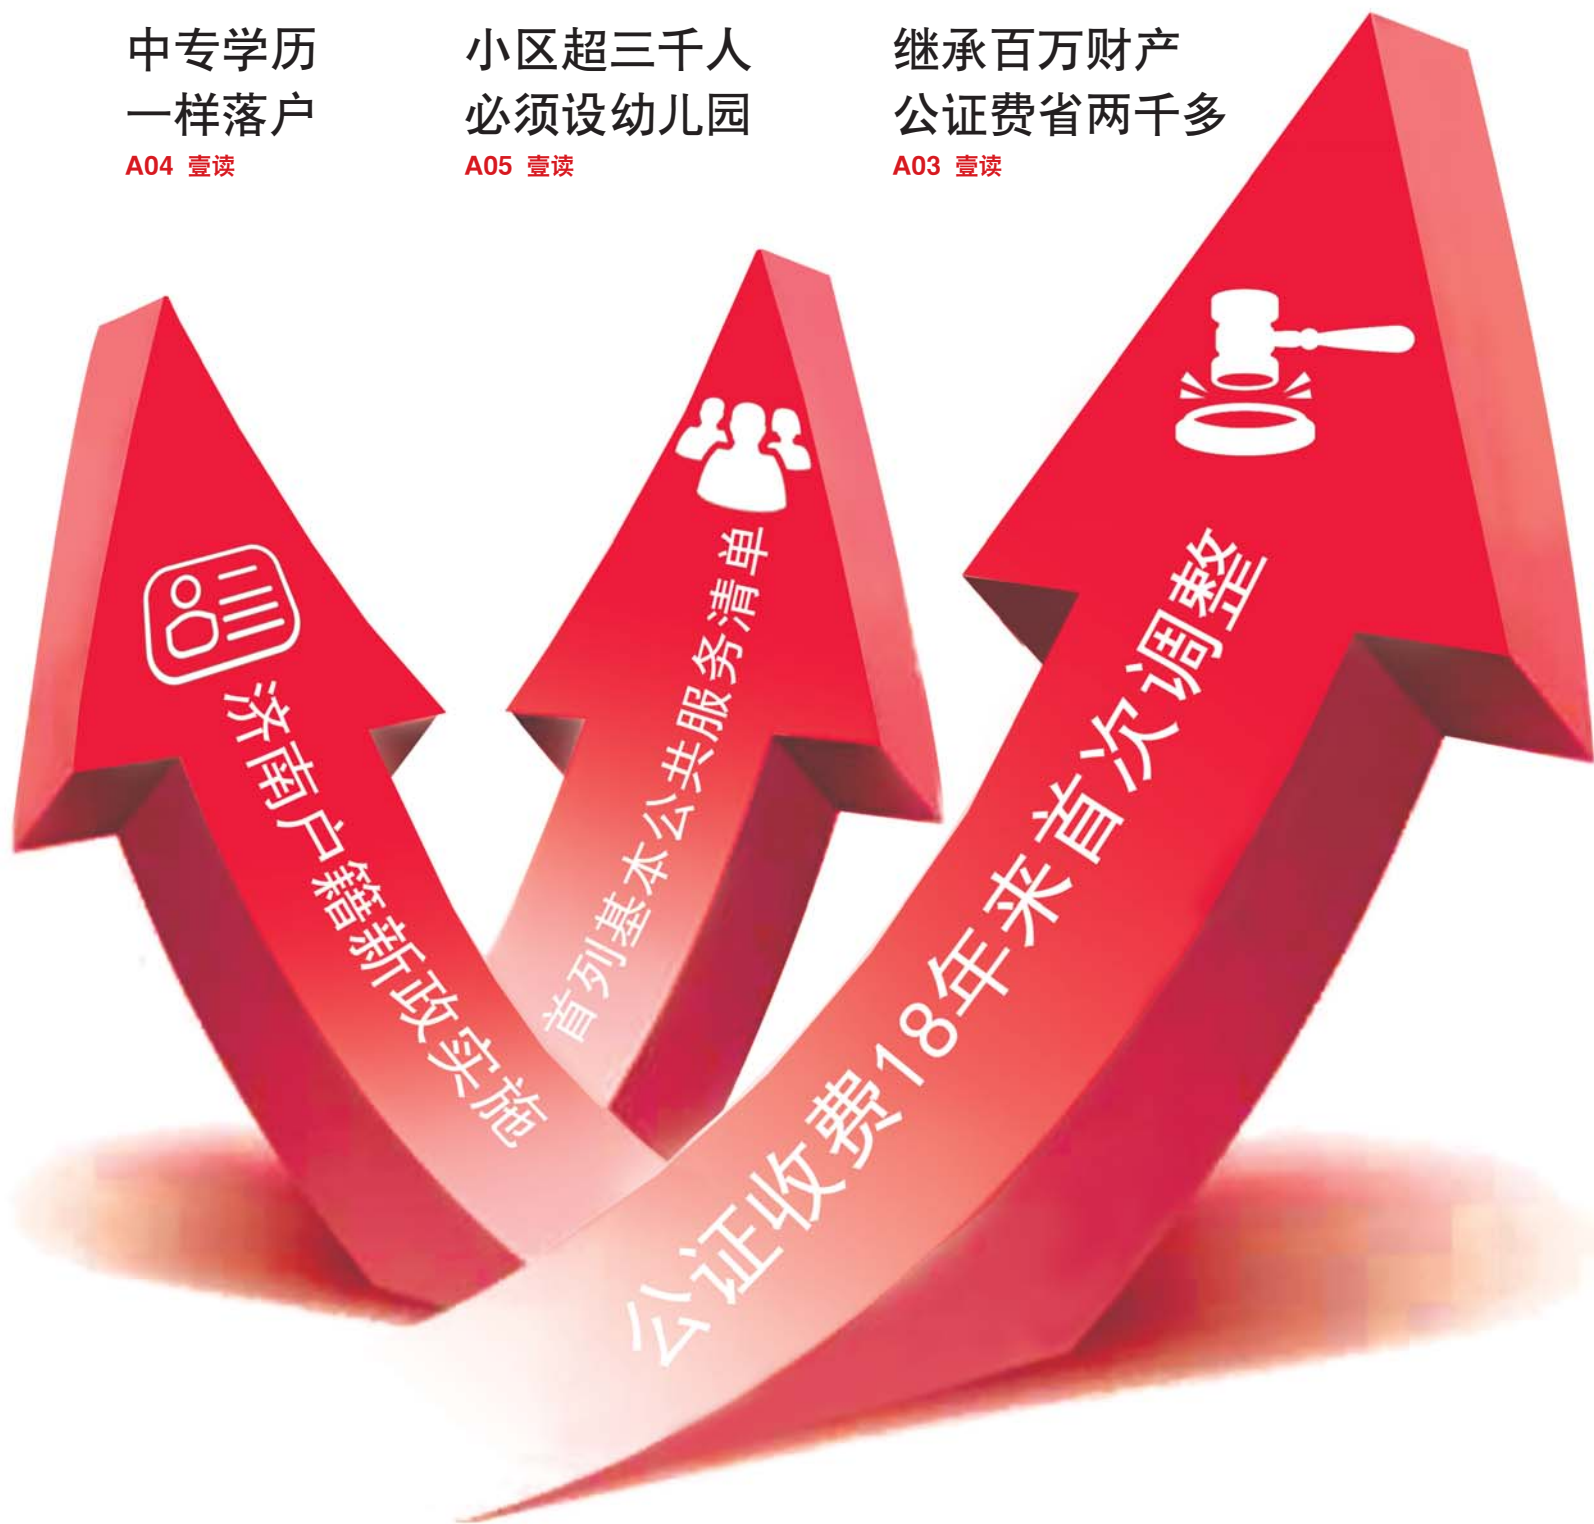 中专学历
一样落户
A04 壹读
小区超三千人
必须设幼儿园
A05 壹读
继承百万财产
公证费省两千多
A03 壹读
济南户籍新政实施
首列基本公共服务清单
公证收费18年来首次调整